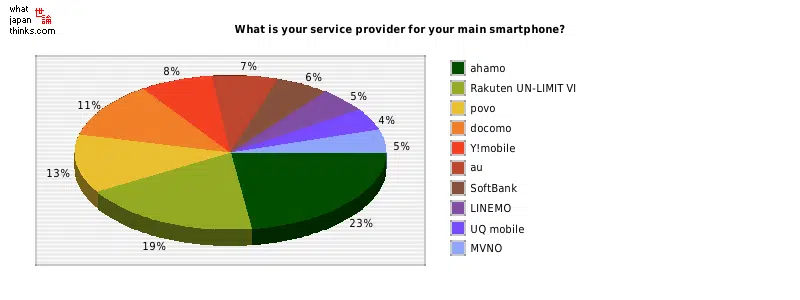 what
japan 世論
thinks.com
What is your service provider for your main smartphone?
7%
8%
6%
11%
5%
4%
5%
13%
23%
19%
ahamo
Rakuten UN-LIMIT VI
povo
docomo
Y!mobile
au
SoftBank
LINEMO
UQ mobile
MVNO